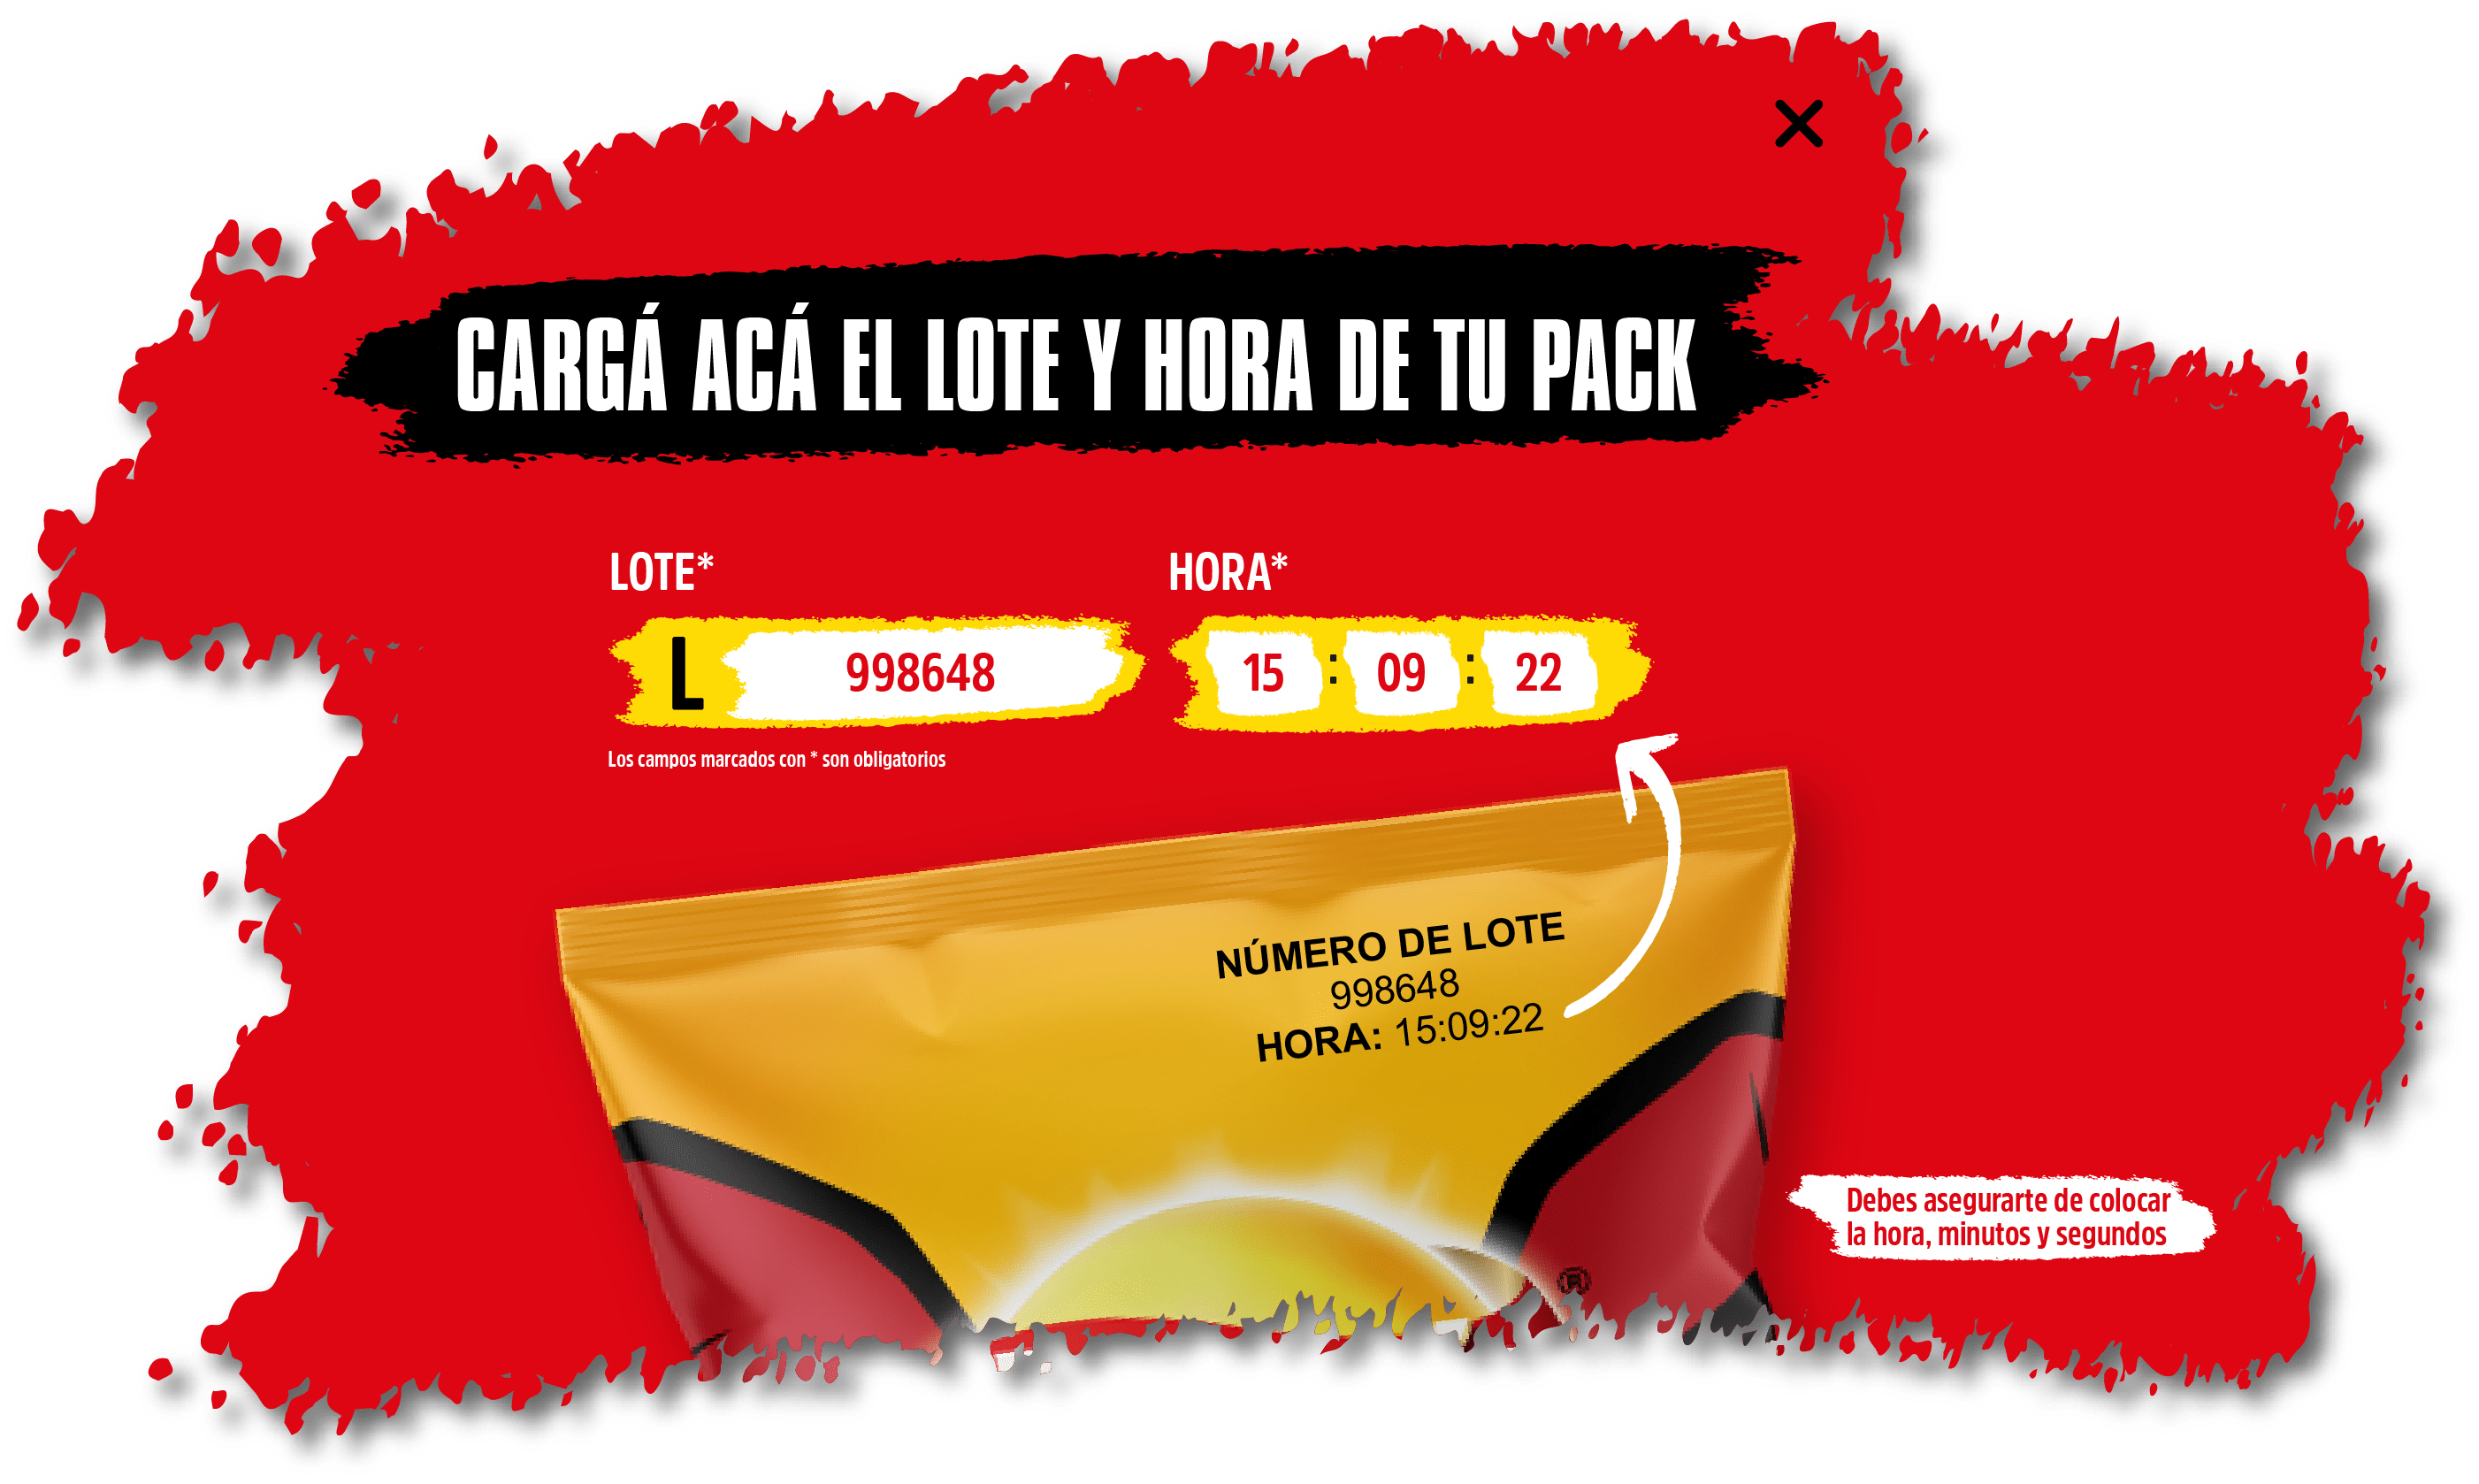 CARGÁ ACÁ EL LOTE Y HORA DE TU PACK
LOTE*
HORA*
L 998648
15 : 09 : 22
Los campos marcados con * son obligatorios
NÚMERO DE LOTE
998648
HORA: 15:09:22
Debes asegurarte de colocar
la hora, minutos y segundos
®